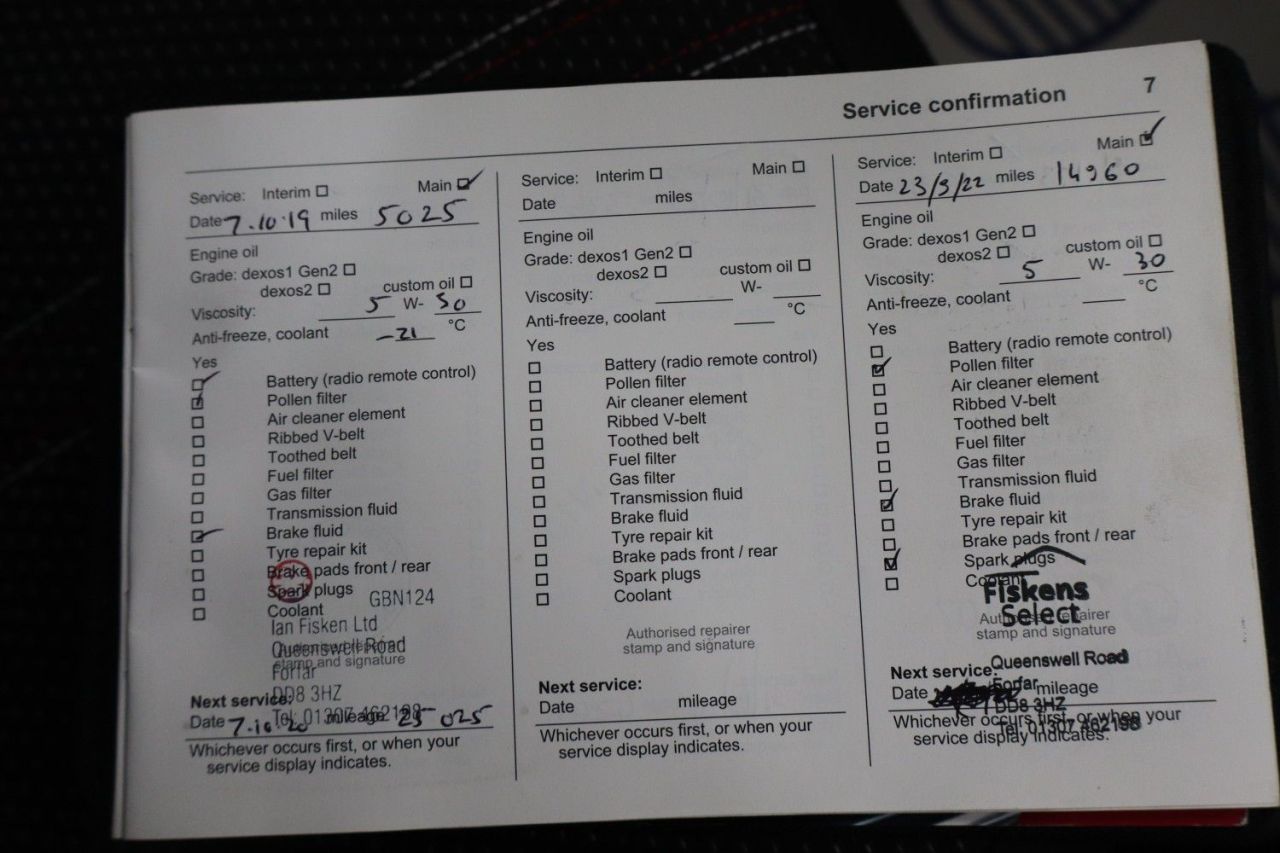 Service confirmation 7
Service: Interim Main ✓
Date 7.10.19 miles 5025
Engine oil
Grade: dexos1 Gen2
dexos2 custom oil
Viscosity: 5 W- 30
Anti-freeze, coolant -21 °C
Yes
Battery (radio remote control)
Pollen filter
Air cleaner element
Ribbed V-belt
Toothed belt
Fuel filter
Gas filter
Transmission fluid
Brake fluid
Tyre repair kit
Brake pads front / rear
Spark plugs
Coolant
GBN124
Ian Fisken Ltd
Queenswell Road
Authorised repairer
stamp and signature
Forfar
DD8 3HZ
Tel: 01307 462198
Next service:
Date 7.10.20 mileage 25 025
Whichever occurs first, or when your
service display indicates.
Service: Interim Main
Date miles
Engine oil
Grade: dexos1 Gen2
dexos2 custom oil
Viscosity: W-
Anti-freeze, coolant °C
Yes
Battery (radio remote control)
Pollen filter
Air cleaner element
Ribbed V-belt
Toothed belt
Fuel filter
Gas filter
Transmission fluid
Brake fluid
Tyre repair kit
Brake pads front / rear
Spark plugs
Coolant
Authorised repairer
stamp and signature
Next service:
Date mileage
Whichever occurs first, or when your
service display indicates.
Service: Interim Main ✓
Date 23/3/22 miles 14960
Engine oil
Grade: dexos1 Gen2
dexos2 custom oil
Viscosity: 5 W- 30
Anti-freeze, coolant °C
Yes
Battery (radio remote control)
Pollen filter
Air cleaner element
Ribbed V-belt
Toothed belt
Fuel filter
Gas filter
Transmission fluid
Brake fluid
Tyre repair kit
Brake pads front / rear
Spark plugs
Coolant
Fiskens
Select
Authorised repairer
stamp and signature
Queenswell Road
Forfar
DD8 3HZ
Tel: 01307 462198
Next service:
Date mileage
Whichever occurs first, or when your
service display indicates.